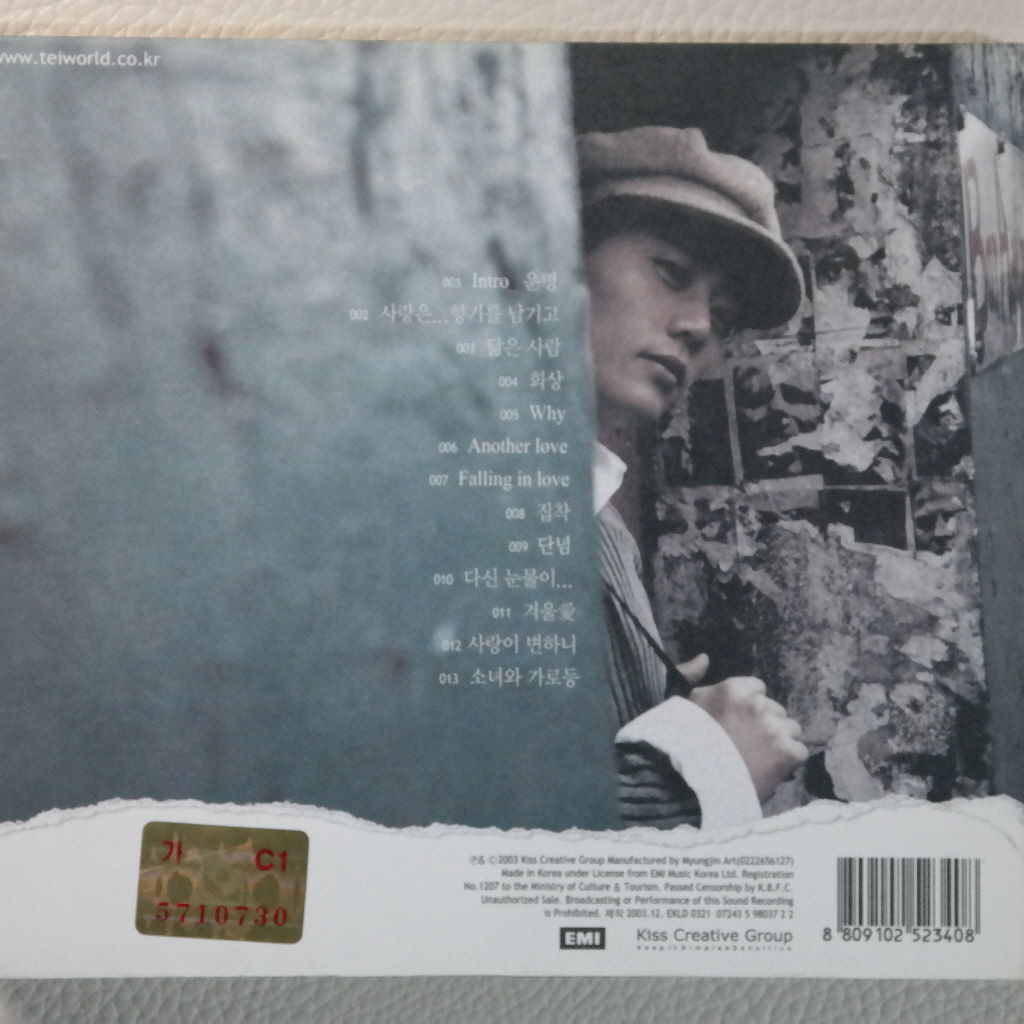 www.teiworld.co.kr
001 Intro_ 운명
002 사랑은...향기를 남기고
003 닮은 사람
004 회상
005 Why
006 Another love
007 Falling in love
008 집착
009 단념
010 다신 눈물이...
011 겨울愛
012 사랑이 변하니
013 소녀와 가로등
가 C1
5710730
℗& ©2003 Kiss Creative Group Manufactured by Myungjin Art(0222656127)
Made in Korea under License from EMI Music Korea Ltd. Registration
No.1207 to the Ministry of Culture & Tourism. Passed Censorship by K.B.F.C.
Unauthorized Sale. Broadcasting or Performance of this Sound Recording
is Prohibited. 제작 2003.12. EKLD 0321 07243 5 98037 2 2
EMI Kiss Creative Group
KeepItSimple&Sensitive
8 809102 523408